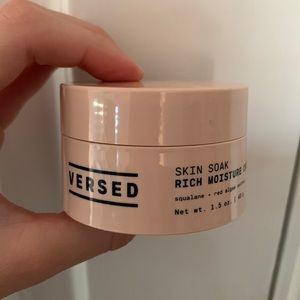 VERSED
SKIN SOAK
RICH MOISTURE
squalane + red algae
Net wt. 1.5 oz.